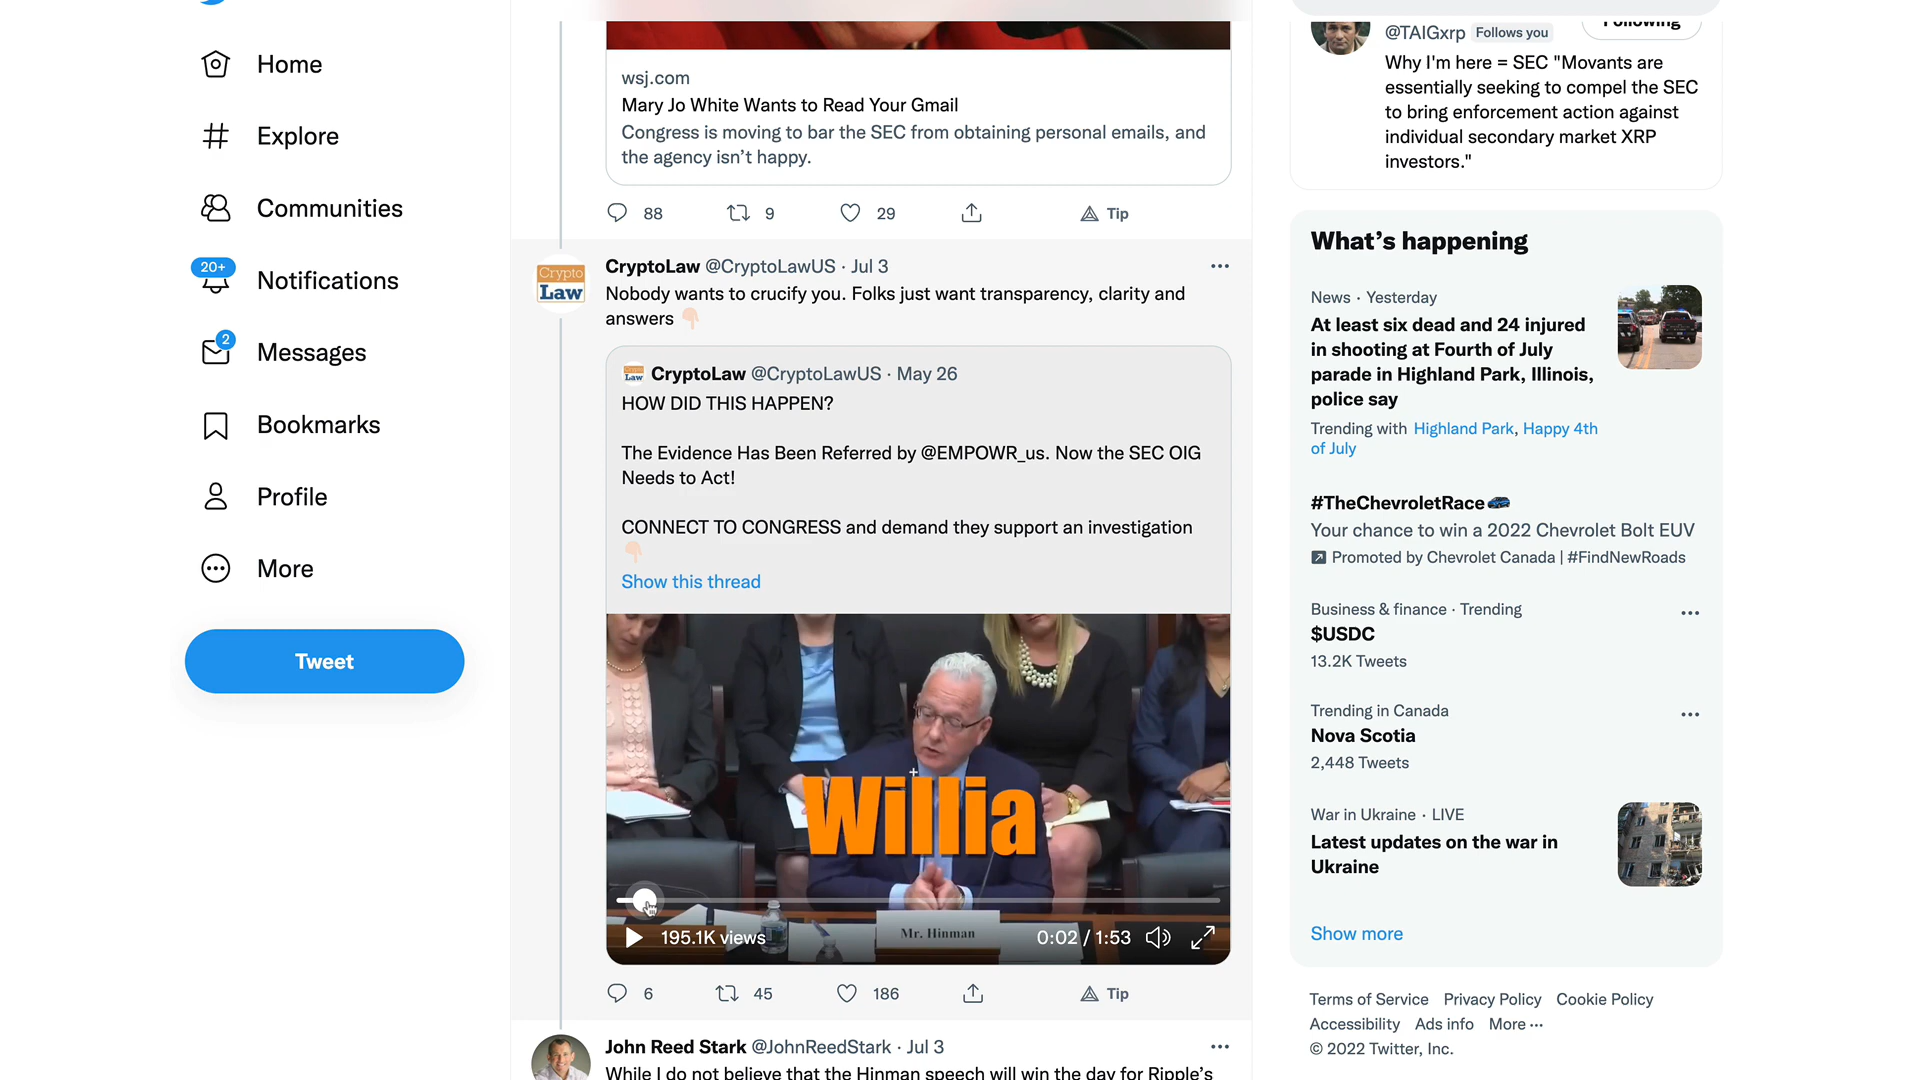 Home
Explore
Communities
20+
Notifications
2
Messages
Bookmarks
Profile
More
Tweet
wsj.com
Mary Jo White Wants to Read Your Gmail
Congress is moving to bar the SEC from obtaining personal emails, and
the agency isn’t happy.
88
9
29
Tip
Crypto
Law
CryptoLaw @CryptoLawUS · Jul 3
Nobody wants to crucify you. Folks just want transparency, clarity and
answers
CryptoLaw @CryptoLawUS · May 26
HOW DID THIS HAPPEN?
The Evidence Has Been Referred by @EMPOWR_us. Now the SEC OIG
Needs to Act!
CONNECT TO CONGRESS and demand they support an investigation
Show this thread
Willia
Mr. Hinman
195.1K views
0:02 / 1:53
6
45
186
Tip
John Reed Stark @JohnReedStark · Jul 3
While I do not believe that the Hinman speech will win the day for Ripple’s
@TAIGxrp Follows you
Following
Why I'm here = SEC "Movants are
essentially seeking to compel the SEC
to bring enforcement action against
individual secondary market XRP
investors."
What’s happening
News · Yesterday
At least six dead and 24 injured
in shooting at Fourth of July
parade in Highland Park, Illinois,
police say
Trending with Highland Park, Happy 4th
of July
#TheChevroletRace
Your chance to win a 2022 Chevrolet Bolt EUV
Promoted by Chevrolet Canada | #FindNewRoads
Business & finance · Trending
$USDC
13.2K Tweets
Trending in Canada
Nova Scotia
2,448 Tweets
War in Ukraine · LIVE
Latest updates on the war in
Ukraine
Show more
Terms of Service Privacy Policy Cookie Policy
Accessibility Ads info More ···
© 2022 Twitter, Inc.